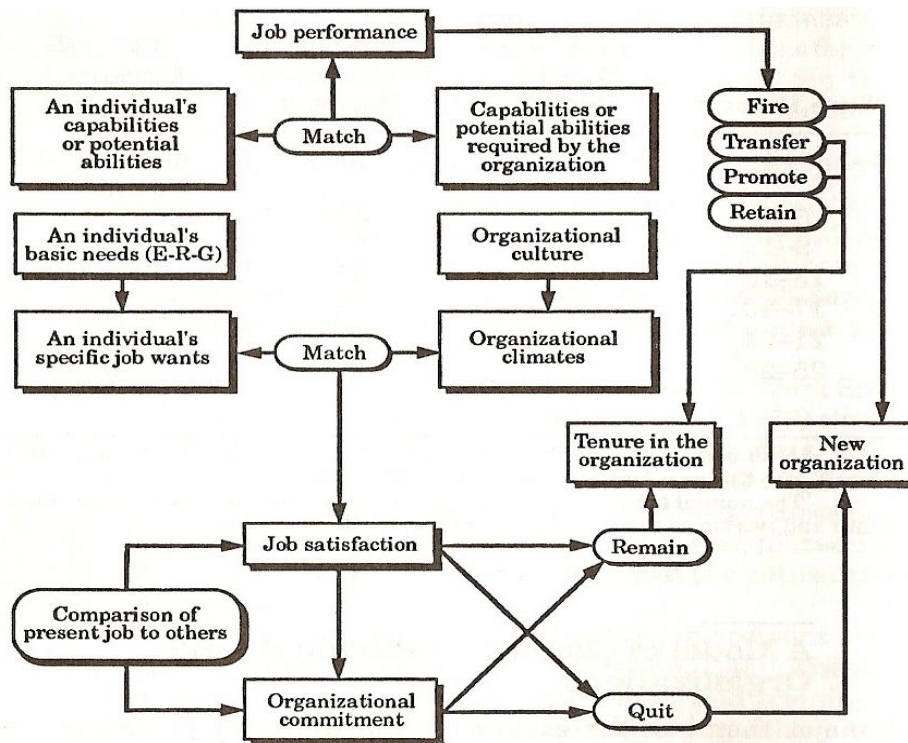 Job performance
An individual's
capabilities
or potential
abilities
Match
Capabilities or
potential abilities
required by the
organization
Fire
Transfer
Promote
Retain
An individual's
basic needs (E-R-G)
Organizational
culture
An individual's
specific job wants
Match
Organizational
climates
Tenure in the
organization
New
organization
Job satisfaction
Remain
Comparison of
present job to others
Organizational
commitment
Quit